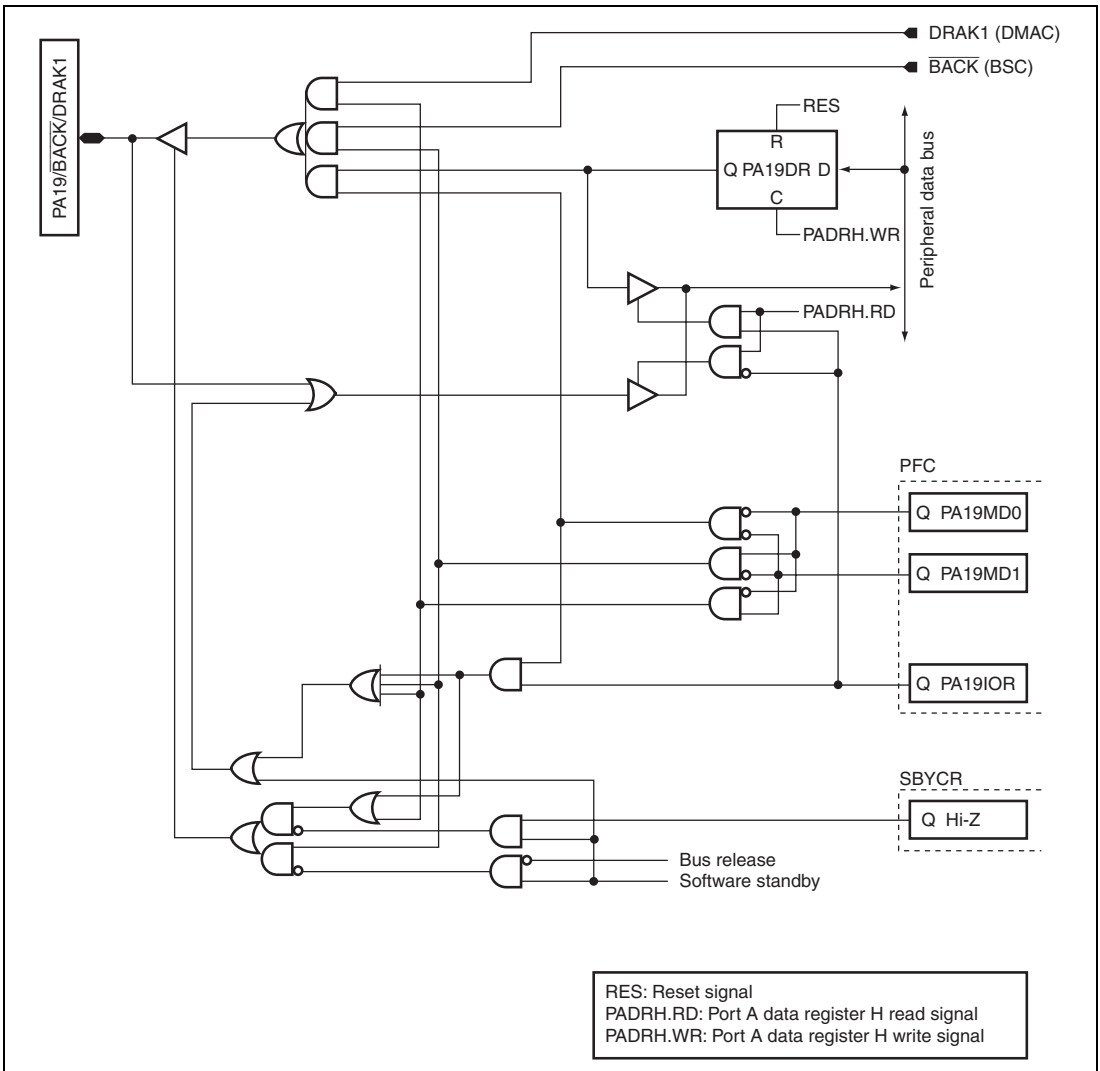 PA19/BACK/DRAK1
DRAK1 (DMAC)
BACK (BSC)
RES
R
Q PA19DR D
C
PADRH.WR
Peripheral data bus
PADRH.RD
PFC
Q PA19MD0
Q PA19MD1
Q PA19IOR
SBYCR
Q Hi-Z
Bus release
Software standby
RES: Reset signal
PADRH.RD: Port A data register H read signal
PADRH.WR: Port A data register H write signal